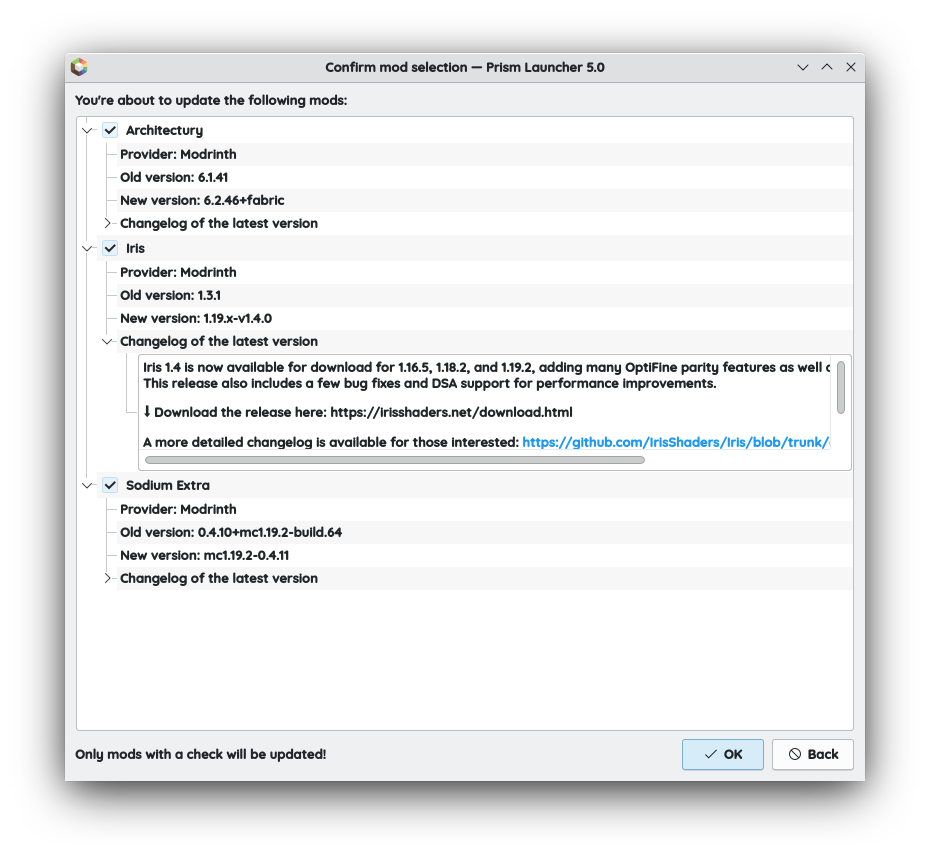 Confirm mod selection — Prism Launcher 5.0
You're about to update the following mods:
Architectury
Provider: Modrinth
Old version: 6.1.41
New version: 6.2.46+fabric
Changelog of the latest version
Iris
Provider: Modrinth
Old version: 1.3.1
New version: 1.19.x-v1.4.0
Changelog of the latest version
Iris 1.4 is now available for download for 1.16.5, 1.18.2, and 1.19.2, adding many OptiFine parity features as well
This release also includes a few bug fixes and DSA support for performance improvements.
⬇ Download the release here: https://irisshaders.net/download.html
A more detailed changelog is available for those interested: https://github.com/IrisShaders/Iris/blob/trunk/
Sodium Extra
Provider: Modrinth
Old version: 0.4.10+mc1.19.2-build.64
New version: mc1.19.2-0.4.11
Changelog of the latest version
Only mods with a check will be updated!
OK
Back